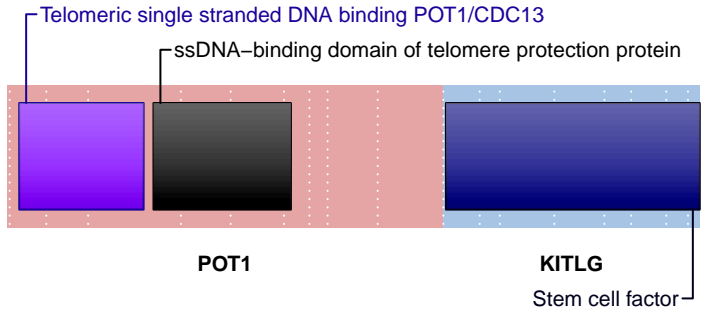 Telomeric single stranded DNA binding POT1/CDC13
ssDNA−binding domain of telomere protection protein
POT1
KITLG
Stem cell factor